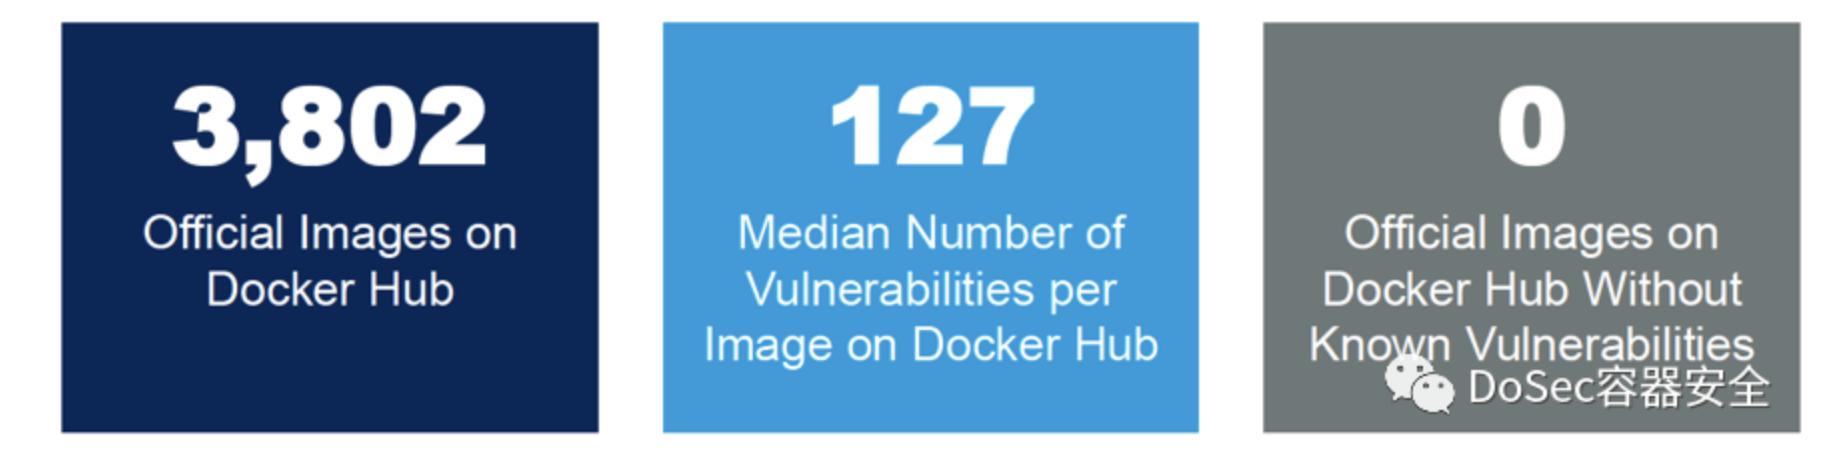 3,802
Official Images on
Docker Hub
127
Median Number of
Vulnerabilities per
Image on Docker Hub
0
Official Images on
Docker Hub Without
Known Vulnerabilities
DoSec容器安全